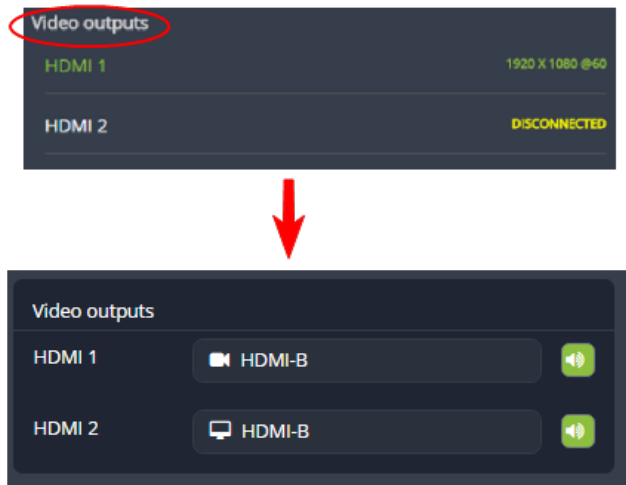 Video outputs
HDMI 1 1920 X 1080 @60
HDMI 2 DISCONNECTED
Video outputs
HDMI 1 HDMI-B
HDMI 2 HDMI-B